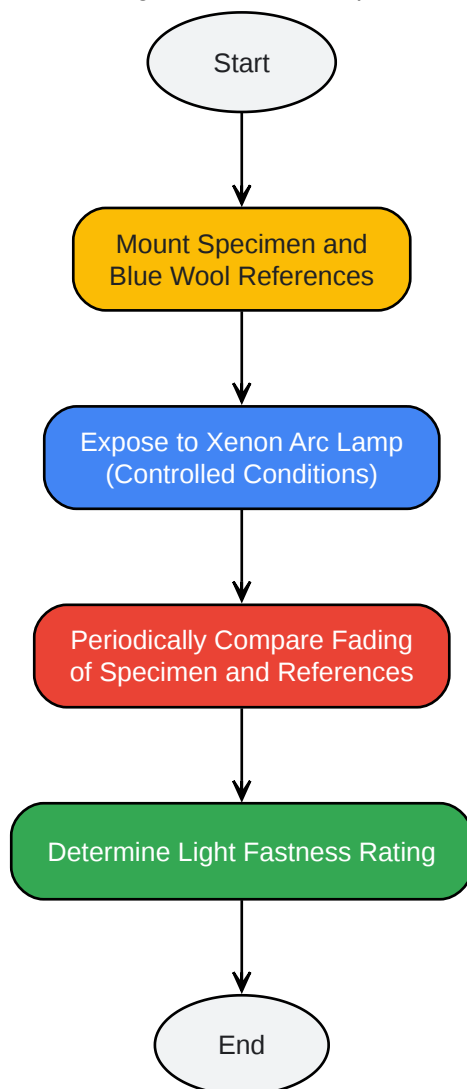 Start
Mount Specimen and
Blue Wool References
Expose to Xenon Arc Lamp
(Controlled Conditions)
Periodically Compare Fading
of Specimen and References
Determine Light Fastness Rating
End